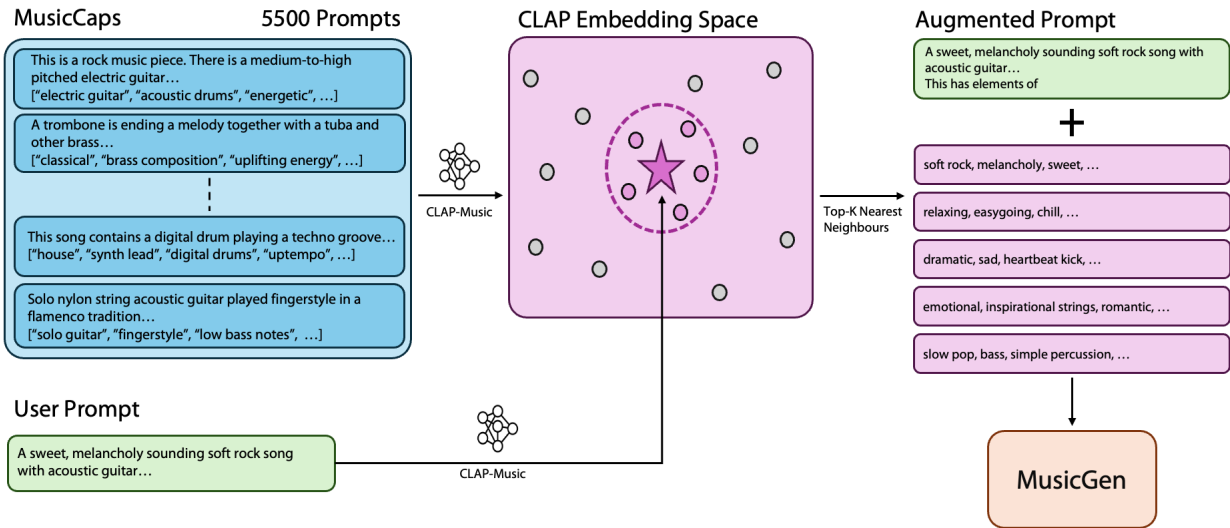 MusicCaps 5500 Prompts
This is a rock music piece. There is a medium-to-high
pitched electric guitar…
[“electric guitar”, “acoustic drums”, “energetic”, …]
A trombone is ending a melody together with a tuba and
other brass…
[“classical”, “brass composition”, “uplifting energy”, …]
This song contains a digital drum playing a techno groove…
[“house”, “synth lead”, “digital drums”, “uptempo”, …]
Solo nylon string acoustic guitar played fingerstyle in a
flamenco tradition…
[“solo guitar”, ”fingerstyle”, “low bass notes”, …]
User Prompt
A sweet, melancholy sounding soft rock song
with acoustic guitar…
CLAP-Music
CLAP-Music
CLAP Embedding Space
Top-K Nearest
Neighbours
Augmented Prompt
A sweet, melancholy sounding soft rock song with
acoustic guitar…
This has elements of
+
soft rock, melancholy, sweet, …
relaxing, easygoing, chill, …
dramatic, sad, heartbeat kick, …
emotional, inspirational strings, romantic, …
slow pop, bass, simple percussion, …
MusicGen